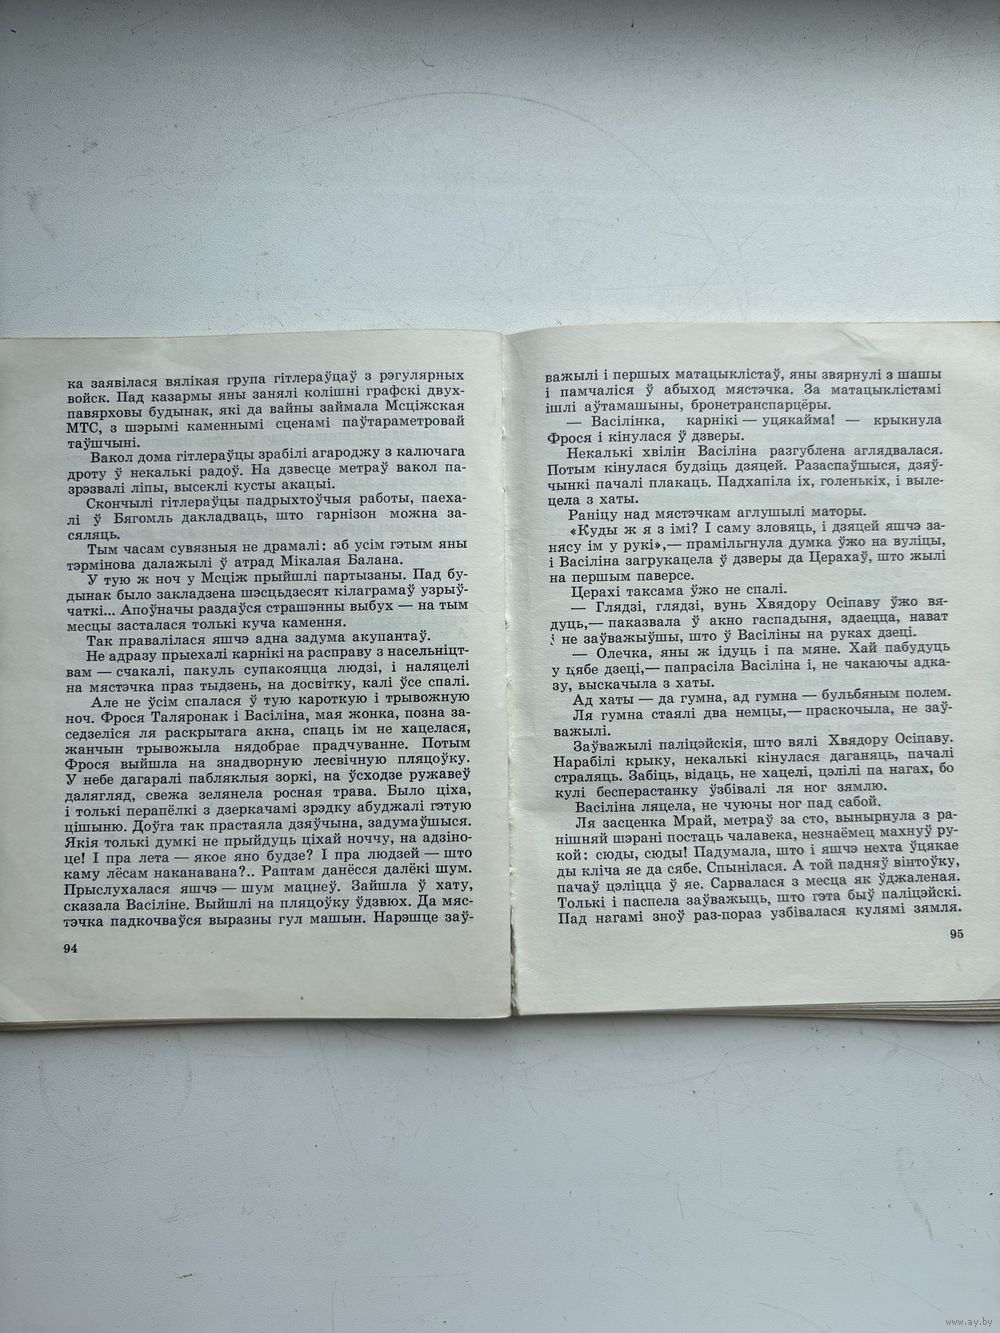 ка заявілася вялікая група гітлераўцаў з рэгулярных
войск. Пад казармы яны занялі колішні графскі двух-
павярховы будынак, які да вайны займала Мсціжская
МТС, з шэрымі каменнымі сценамі паўтараметровай
таўшчыні.
Вакол дома гітлераўцы зрабілі агароджу з калючага
дроту ў некалькі радоў. На дзвесце метраў вакол па-
рэзвалі ліпы, высеклі кусты акацыі.
Скончылі гітлераўцы падрыхтоўчыя работы, паеха-
лі ў Бягомль дакладваць, што гарнізон можна за-
сяляць.
Тым часам сувязныя не драмалі: аб усім гэтым яны
тэрмінова далажылі ў атрад Мікалая Балана.
У тую ж ноч у Мсціж прыйшлі партызаны. Пад бу-
дынак было закладзена шэсцьдзесят кілаграмаў узрыў-
чаткі... Апоўначы раздаўся страшэнны выбух — на тым
месцы засталася толькі куча камення.
Так правалілася яшчэ адна задума акупантаў.
Не адразу прыехалі карнікі на расправу з насельніцт-
вам — счакалі, пакуль супакояцца людзі, і наляцелі
на мястэчка праз тыдзень, на досвітку, калі ўсе спалі.
Але не ўсім спалася ў тую кароткую і трывожную
ноч. Фрося Таляронак і Васіліна, мая жонка, позна за-
седзеліся ля раскрытага акна, спаць ім не хацелася,
жанчын трывожыла нядобрае прадчуванне. Потым
Фрося выйшла на знадворную лесвічную пляцоўку.
У небе дагаралі пабляклыя зоркі, на ўсходзе ружавеў
далягляд, свежа зелянела росная трава. Было ціха,
і толькі перапёлкі з дзеркачамі зрэдку абуджалі гэтую
цішыню. Доўга так прастаяла дзяўчына, задумаўшыся.
Якія толькі думкі не прыйдуць ціхай ноччу, на адзіно-
це! І пра лета — якое яно будзе? І пра людзей — што
каму лёсам наканавана?.. Раптам данёсся далёкі шум.
Прыслухалася яшчэ — шум мацнеў. Зайшла ў хату,
сказала Васіліне. Выйшлі на пляцоўку ўдзвюх. Да мяс-
тэчка падкочваўся выразны гул машын. Нарэшце заў-
94
важылі і першых матацыклістаў, яны звярнулі з шашы
і памчаліся ў абыход мястэчка. За матацыклістамі
ішлі аўтамашыны, бронетранспарцёры.
— Васілінка, карнікі — уцякайма! — крыкнула
Фрося і кінулася ў дзверы.
Некалькі хвілін Васіліна разгублена аглядвалася.
Потым кінулася будзіць дзяцей. Разаспаўшыся, дзяў-
чынкі пачалі плакаць. Падхапіла іх, голенькіх, і выле-
цела з хаты.
Раніцу над мястэчкам аглушылі маторы.
«Куды ж я з імі? І саму зловяць, і дзяцей яшчэ за-
нясу ім у рукі»,— прамільгнула думка ўжо на вуліцы,
і Васіліна загрукацела ў дзверы да Церахаў, што жылі
на першым паверсе.
Церахі таксама ўжо не спалі.
— Глядзі, глядзі, вунь Хвядору Осіпаву ўжо вя-
дуць,— паказвала ў акно гаспадыня, здаецца, нават
і не заўважыўшы, што ў Васіліны на руках дзеці.
— Олечка, яны ж ідуць і па мяне. Хай пабудуць
у цябе дзеці,— папрасіла Васіліна і, не чакаючы адка-
зу, выскачыла з хаты.
Ад хаты — да гумна, ад гумна — бульбяным полем.
Ля гумна стаялі два немцы,— праскочыла, не заў-
важылі.
Заўважылі паліцэйскія, што вялі Хвядору Осіпаву.
Нарабілі крыку, некалькі кінулася даганяць, пачалі
страляць. Забіць, відаць, не хацелі, цэлілі па нагах, бо
кулі бесперастанку ўзбівалі ля ног зямлю.
Васіліна ляцела, не чуючы ног пад сабой.
Ля засценка Мрай, метраў за сто, вынырнула з ра-
нішняй шэрані постаць чалавека, незнаёмец махнуў ру-
кой: сюды, сюды! Падумала, што і яшчэ нехта ўцякае
ды кліча яе да сябе. Спынілася. А той падняў вінтоўку,
пачаў цэліцца ў яе. Сарвалася з месца як ўджаленая.
Толькі і паспела заўважыць, што гэта быў паліцэйскі.
Пад нагамі зноў раз-пораз узбівалася кулямі зямля.
95
www.ay.by